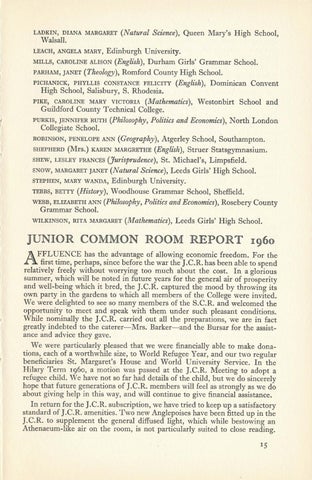 LADKIN, DIANA MARGARET (Natural Science), Queen Mary's High School,
Walsall.
LEACH, ANGELA MARY, Edinburgh University.
MILLS, CAROLINE ALISON (English), Durham Girls' Grammar School.
PARHAM, JANET (Theology), Romford County High School.
PICHANICK, PHYLLIS CONSTANCE FELICITY (English), Dominican Convent
High School, Salisbury, S. Rhodesia.
PIKE, CAROLINE MARY VICTORIA (Mathematics), Westonbirt School and
Guildford County Technical College.
PURKIS, JENNIFER RUTH (Philosophy, Politics and Economics), North London
Collegiate School.
ROBINSON, PENELOPE ANN (Geography), Atgerley School, Southampton.
SHEPHERD (Mrs.) KAREN MARGRETHE (English), Struer Statsgymnasium.
SHEW, LESLEY FRANCES (Jurisprudence), St. Michael's, Limpsfield.
SNOW, MARGARET JANET (Natural Science), Leeds Girls' High School.
STEPHEN, MARY WANDA, Edinburgh University.
TEBBS, BETTY (History), Woodhouse Grammar School, Sheffield.
WEBB, ELIZABETH ANN (Philosophy, Politics and Economics), Rosebery County
Grammar School.
WILKINSON, RITA MARGARET (Mathematics), Leeds Girls' High School.
JUNIOR COMMON ROOM REPORT 1960
AFFLUENCE has the advantage of allowing economic freedom. For the
first time, perhaps, since before the war the J.C.R. has been able to spend
relatively freely without worrying too much about the cost. In a glorious
summer, which will be noted in future years for the general air of prosperity
and well-being which it bred, the J.C.R. captured the mood by throwing its
own party in the gardens to which all members of the College were invited.
We were delighted to see so many members of the S.C.R. and welcomed the
opportunity to meet and speak with them under such pleasant conditions.
While nominally the J.C.R. carried out all the preparations, we are in fact
greatly indebted to the caterer—Mrs. Barker—and the Bursar for the assist-
ance and advice they gave.
We were particularly pleased that we were financially able to make dona-
tions, each of a worthwhile size, to World Refugee Year, and our two regular
beneficiaries St. Margaret's House and World University Service. In the
Hilary Term 1960, a motion was passed at the J.C.R. Meeting to adopt a
refugee child. We have not so far had details of the child, but we do sincerely
hope that future generations of J.C.R. members will feel as strongly as we do
about giving help in this way, and will continue to give financial assistance.
In return for the J.C.R. subscription, we have tried to keep up a satisfactory
standard of J.C.R. amenities. Two new Anglepoises have been fitted up in the
J.C.R. to supplement the general diffused light, which while bestowing an
Athenaeum-like air on the room, is not particularly suited to close reading.
15